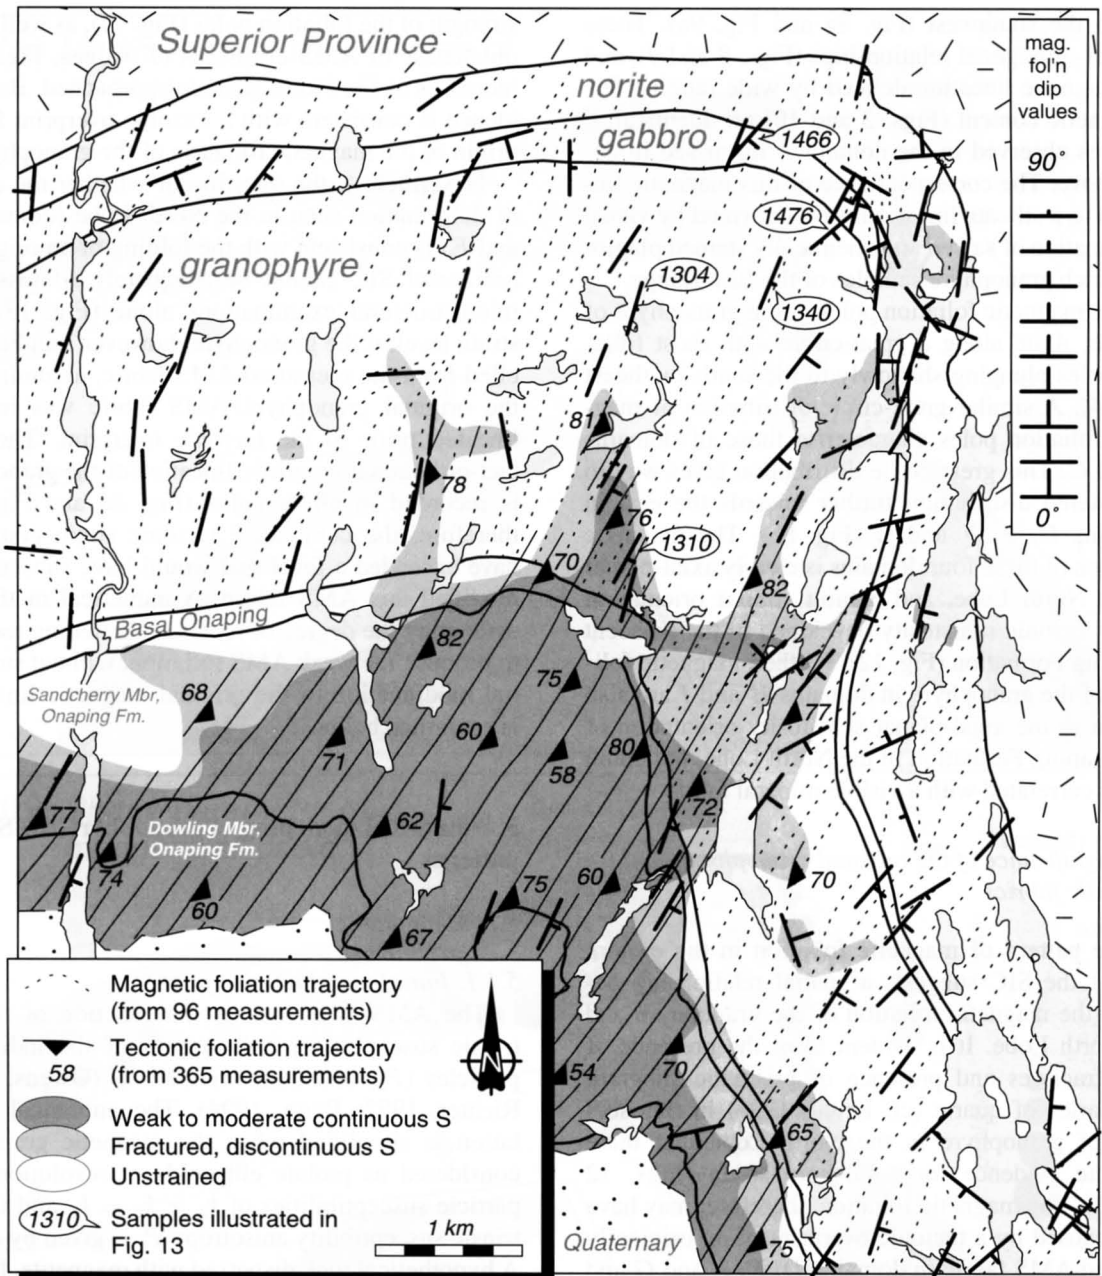 Superior Province
norite
gabbro
1466
mag.
fol'n
dip
values
90°
0°
1476
granophyre
1304
1340
81
78
76
1310
70
82
Basal Onaping
82
Sandcherry Mbr,
Onaping Fm.
68
75
77
71
60
58
80
72
77
62
Dowling Mbr,
Onaping Fm.
74
60
75
60
70
67
54
70
65
75
Quaternary
N
Magnetic foliation trajectory
(from 96 measurements)
Tectonic foliation trajectory
58 (from 365 measurements)
Weak to moderate continuous S
Fractured, discontinuous S
Unstrained
1310 Samples illustrated in
Fig. 13
1 km